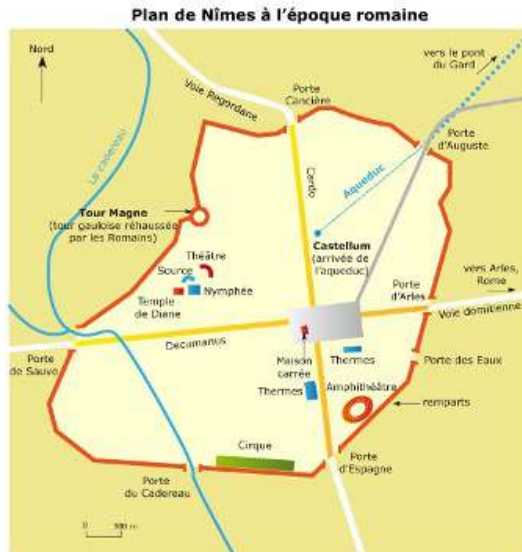 Plan de Nîmes à l'époque romaine
Nord
vers le pont
du Gard
Voie Regordane
Porte
Cancière
Le cadereau
Porte
d'Auguste
Aqueduc
Cardo
Tour Magne
(tour gauloise réhaussée
par les Romains)
Castellum
(arrivée de
l'aqueduc)
Théâtre
Source
Nymphée
Temple
de Diane
vers Arles,
Rome
Porte
d'Arles
Voie domitienne
Decumanus
Porte
de Sauve
Maison
carrée
Thermes
Porte des Eaux
Thermes
Amphithéâtre
remparts
Cirque
Porte
d'Espagne
Porte
du Cadereau
0 300 m